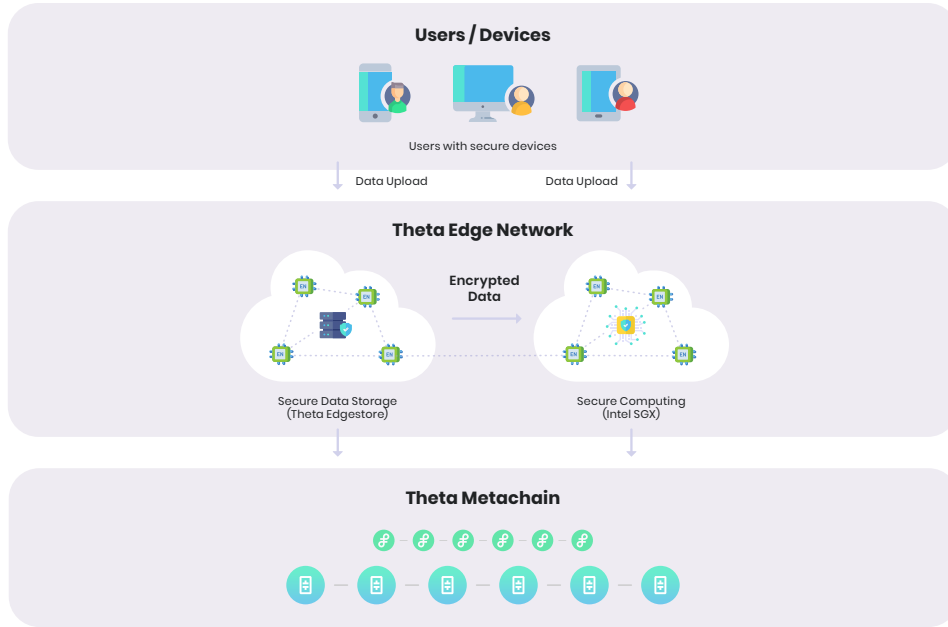 Users / Devices
Users with secure devices
Data Upload
Data Upload
Theta Edge Network
Encrypted
Data
EN
EN
EN
EN
EN
EN
EN
EN
Secure Data Storage
(Theta Edgestore)
Secure Computing
(Intel SGX)
Theta Metachain